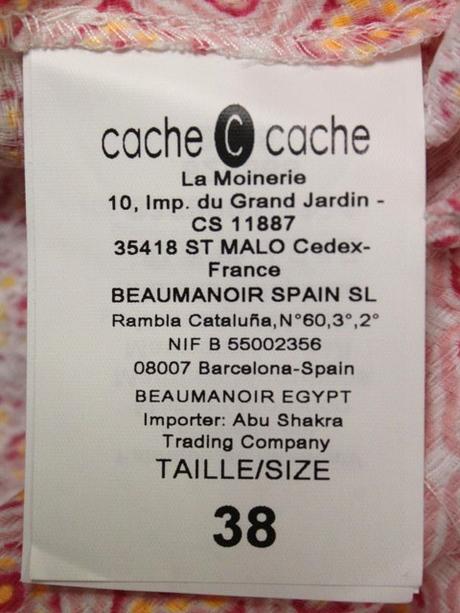 cache C cache
La Moinerie
10, Imp. du Grand Jardin -
CS 11887
35418 ST MALO Cedex-
France
BEAUMANOIR SPAIN SL
Rambla Cataluña,N°60,3°,2°
NIF B 55002356
08007 Barcelona-Spain
BEAUMANOIR EGYPT
Importer: Abu Shakra
Trading Company
TAILLE/SIZE
38